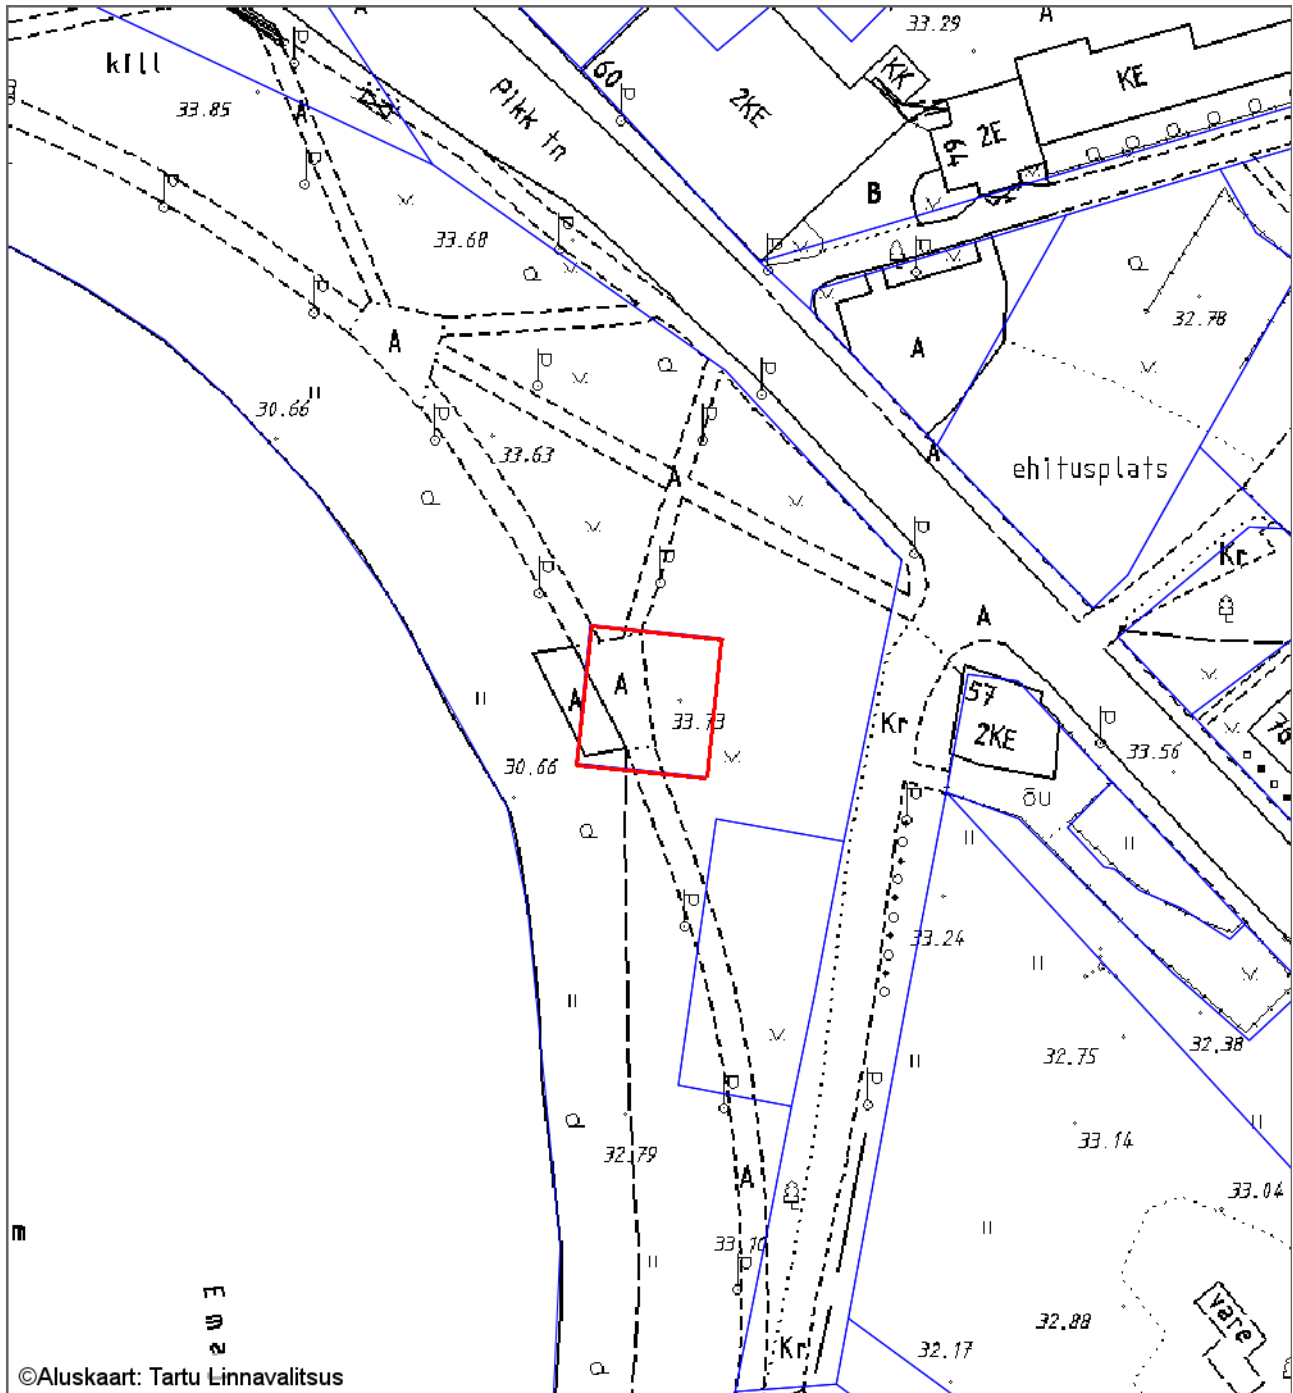 A
33.29
A
kill
60
KK
KE
33.85
A
Pikk tn
2KE
2E
64
B
33.68
32.78
A
A
30.66
33.63
A
ehitusplats
A
Kr
A
A
A
33.73
57
Kr
2KE
33.56
30.66
õu
33.24
32.75
32.38
33.14
32.79
A
33.04
m
33.10
Ema
vare
32.88
Kr
32.17
©Aluskaart: Tartu Linnavalitsus